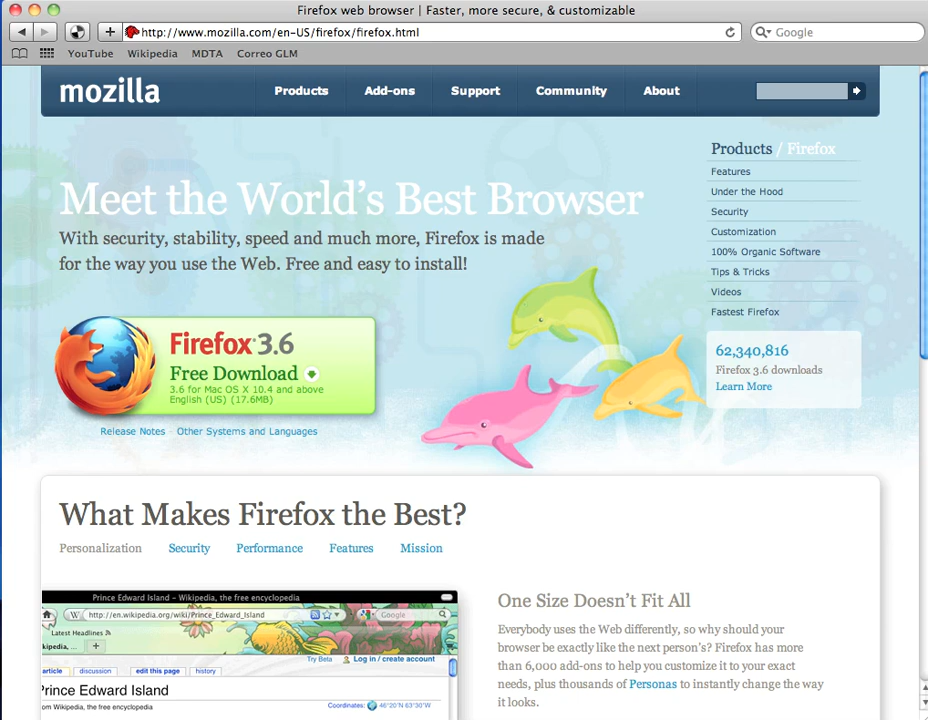 Firefox web browser | Faster, more secure, & customizable
http://www.mozilla.com/en-US/firefox/firefox.html
Google
YouTube Wikipedia MDTA Correo GLM
mozilla
Products Add-ons Support Community About
Products / Firefox
Features
Under the Hood
Security
Customization
100% Organic Software
Tips & Tricks
Videos
Fastest Firefox
62,340,816
Firefox 3.6 downloads
Learn More
Meet the World's Best Browser
With security, stability, speed and much more, Firefox is made
for the way you use the Web. Free and easy to install!
Firefox 3.6
Free Download
3.6 for Mac OS X 10.4 and above
English (US) (17.6MB)
Release Notes - Other Systems and Languages
What Makes Firefox the Best?
Personalization Security Performance Features Mission
Prince Edward Island – Wikipedia, the free encyclopedia
W http://en.wikipedia.org/wiki/Prince_Edward_Island
Google
Latest Headlines
kipedia, ...
Try Beta Log in / create account
article discussion edit this page history
Prince Edward Island
om Wikipedia, the free encyclopedia
Coordinates: 46°20′N 63°30′W
One Size Doesn't Fit All
Everybody uses the Web differently, so why should your
browser be exactly like the next person's? Firefox has more
than 6,000 add-ons to help you customize it to your exact
needs, plus thousands of Personas to instantly change the way
it looks.